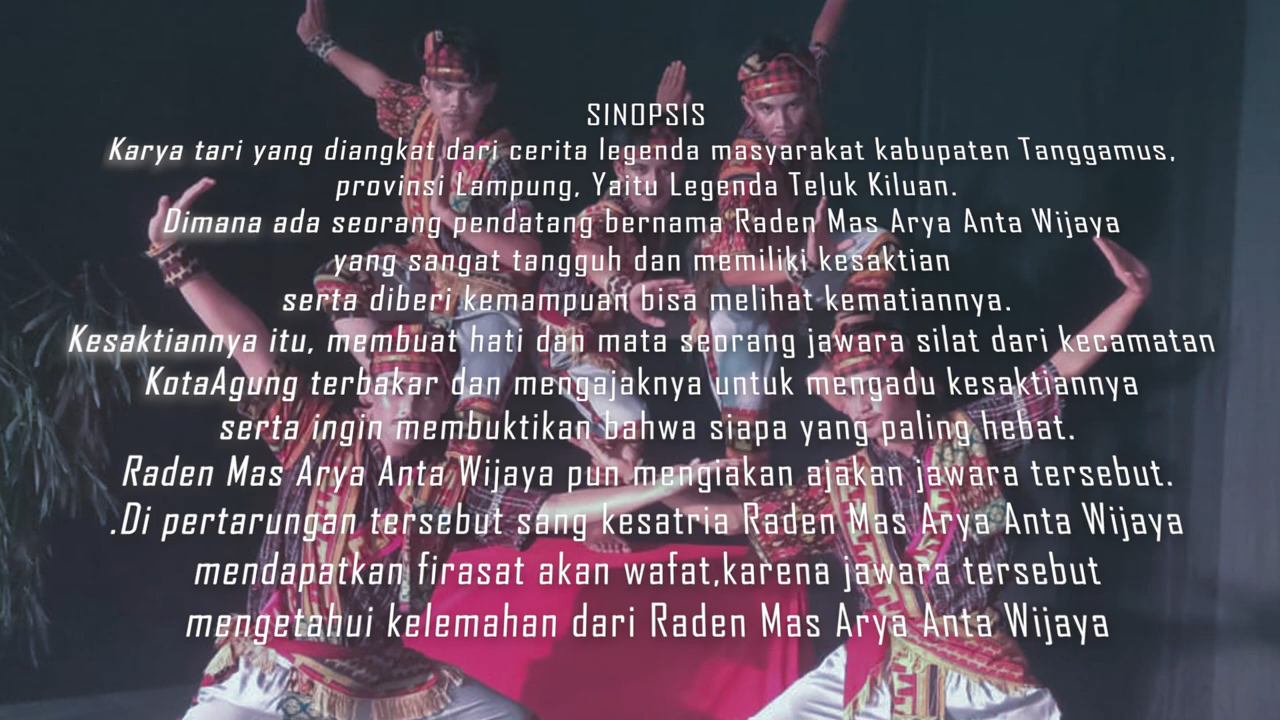 SINOPSIS
Karya tari yang diangkat dari cerita legenda masyarakat kabupaten Tanggamus,
provinsi Lampung, Yaitu Legenda Teluk Kiluan.
Dimana ada seorang pendatang bernama Raden Mas Arya Anta Wijaya
yang sangat tangguh dan memiliki kesaktian
serta diberi kemampuan bisa melihat kematiannya.
Kesaktiannya itu, membuat hati dan mata seorang jawara silat dari kecamatan
KotaAgung terbakar dan mengajaknya untuk mengadu kesaktiannya
serta ingin membuktikan bahwa siapa yang paling hebat.
Raden Mas Arya Anta Wijaya pun mengiakan ajakan jawara tersebut.
.Di pertarungan tersebut sang kesatria Raden Mas Arya Anta Wijaya
mendapatkan firasat akan wafat,karena jawara tersebut
mengetahui kelemahan dari Raden Mas Arya Anta Wijaya